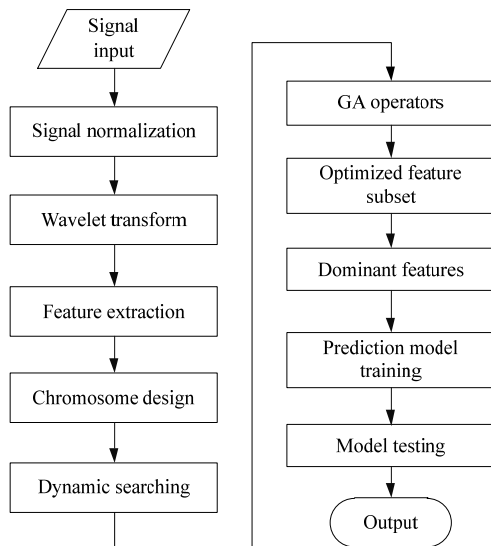 Signal
input
Signal normalization
Wavelet transform
Feature extraction
Chromosome design
Dynamic searching
GA operators
Optimized feature
subset
Dominant features
Prediction model
training
Model testing
Output